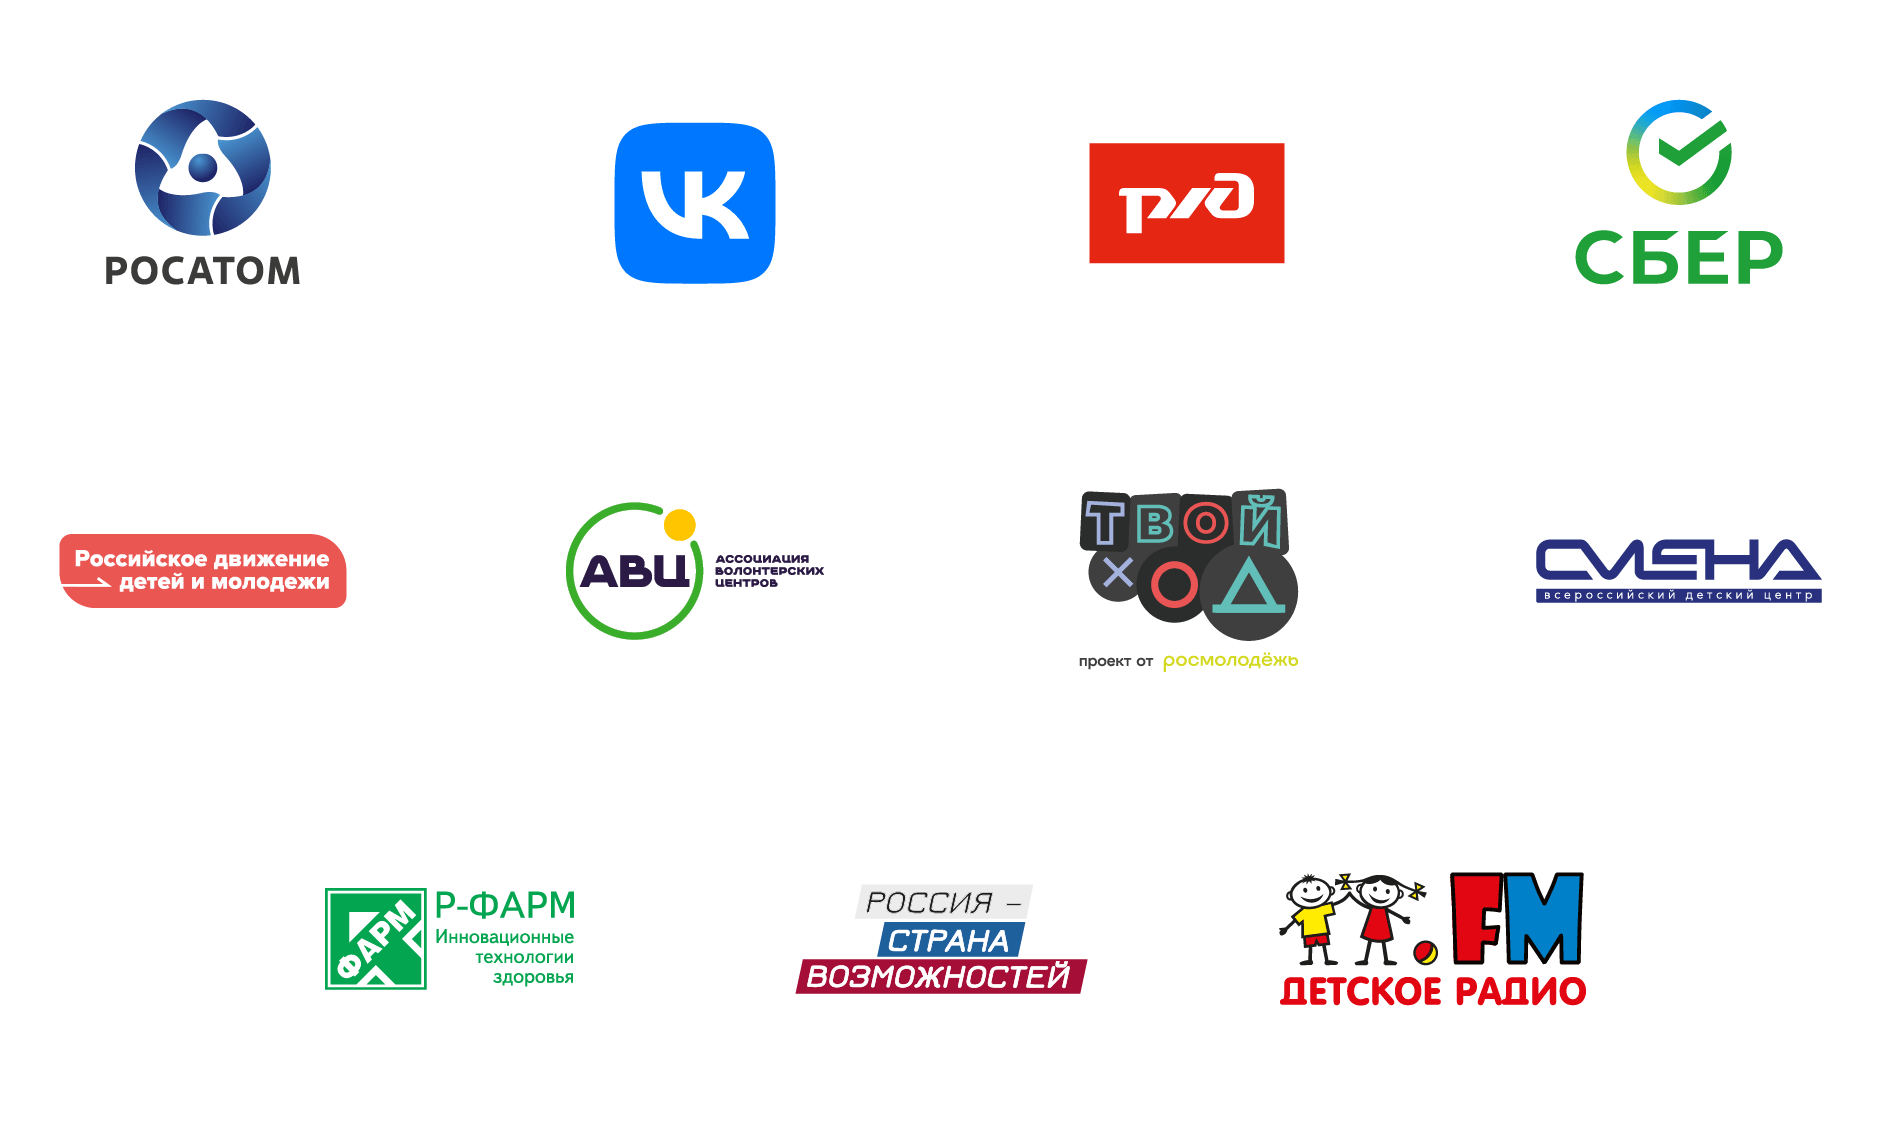 РОСАТОМ
VK
ржд
СБЕР
Российское движение
детей и молодежи
АВЦ
АССОЦИАЦИЯ
ВОЛОНТЕРСКИХ
ЦЕНТРОВ
ТВОЙ
ХОД
проект от росмолодёжь
СМЕНА
всероссийский детский центр
ФАРМ
Р-ФАРМ
Инновационные
технологии
здоровья
РОССИЯ –
СТРАНА
ВОЗМОЖНОСТЕЙ
.FM
ДЕТСКОЕ РАДИО